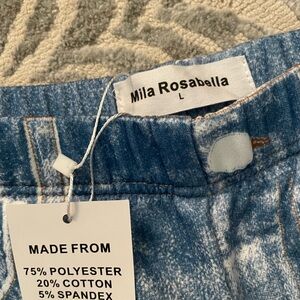 Mila Rosabella
L
MADE FROM
75% POLYESTER
20% COTTON
5% SPANDEX